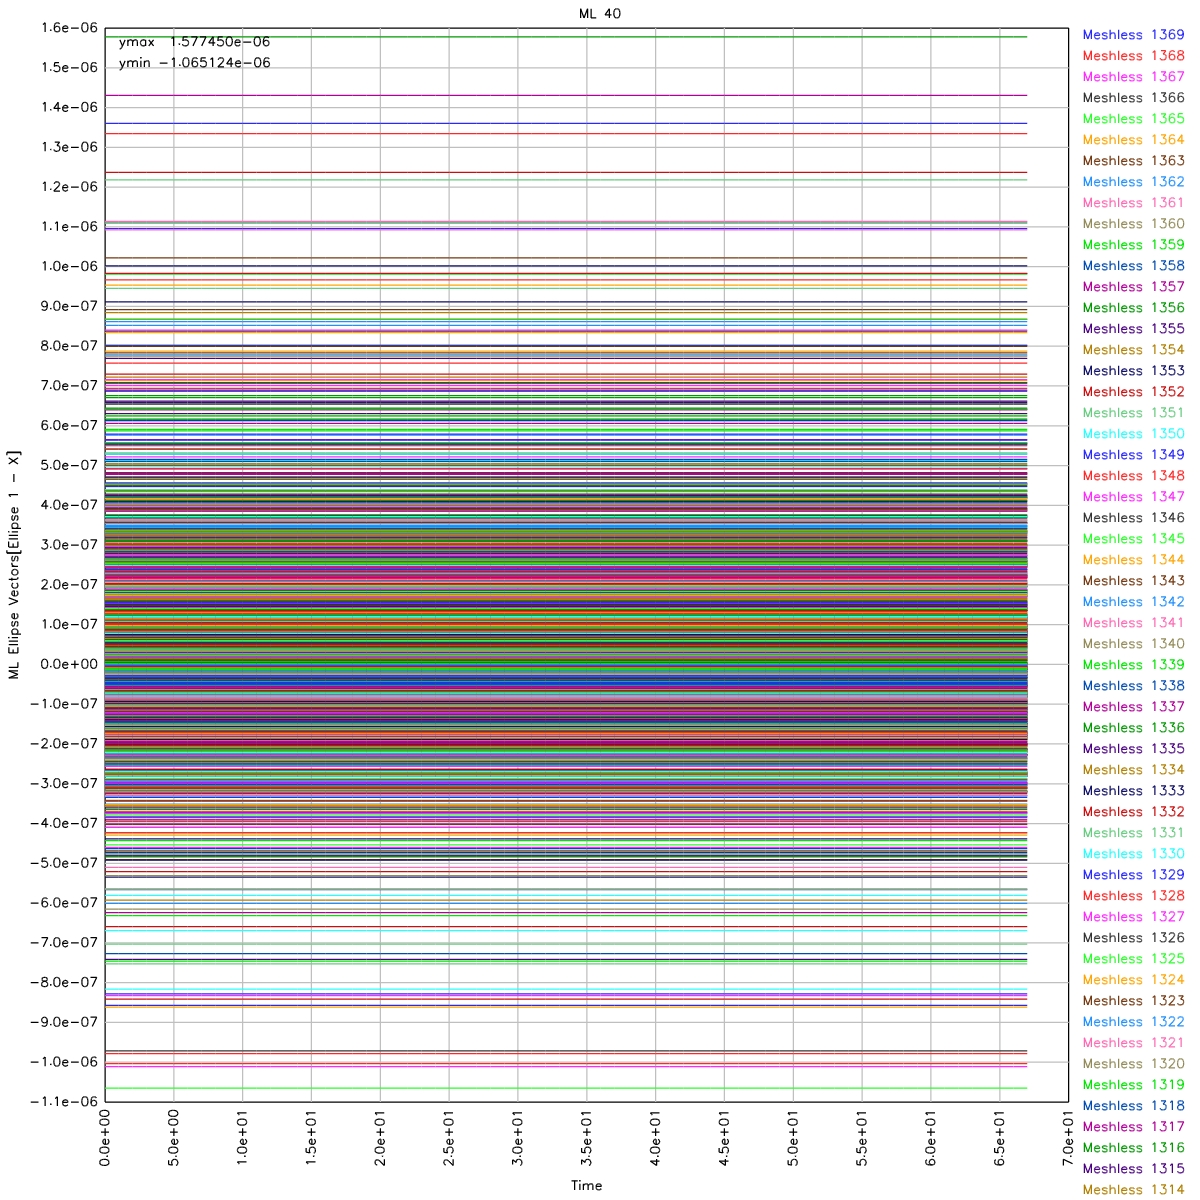 ML 40
ymax 1.577450e-06
ymin -1.065124e-06
1.6e-06
1.5e-06
1.4e-06
1.3e-06
1.2e-06
1.1e-06
1.0e-06
9.0e-07
8.0e-07
7.0e-07
6.0e-07
5.0e-07
4.0e-07
3.0e-07
2.0e-07
1.0e-07
0.0e+00
-1.0e-07
-2.0e-07
-3.0e-07
-4.0e-07
-5.0e-07
-6.0e-07
-7.0e-07
-8.0e-07
-9.0e-07
-1.0e-06
-1.1e-06
ML Ellipse Vectors[Ellipse 1 - X]
0.0e+00
5.0e+00
1.0e+01
1.5e+01
2.0e+01
2.5e+01
3.0e+01
3.5e+01
4.0e+01
4.5e+01
5.0e+01
5.5e+01
6.0e+01
6.5e+01
7.0e+01
Time
Meshless 1369
Meshless 1368
Meshless 1367
Meshless 1366
Meshless 1365
Meshless 1364
Meshless 1363
Meshless 1362
Meshless 1361
Meshless 1360
Meshless 1359
Meshless 1358
Meshless 1357
Meshless 1356
Meshless 1355
Meshless 1354
Meshless 1353
Meshless 1352
Meshless 1351
Meshless 1350
Meshless 1349
Meshless 1348
Meshless 1347
Meshless 1346
Meshless 1345
Meshless 1344
Meshless 1343
Meshless 1342
Meshless 1341
Meshless 1340
Meshless 1339
Meshless 1338
Meshless 1337
Meshless 1336
Meshless 1335
Meshless 1334
Meshless 1333
Meshless 1332
Meshless 1331
Meshless 1330
Meshless 1329
Meshless 1328
Meshless 1327
Meshless 1326
Meshless 1325
Meshless 1324
Meshless 1323
Meshless 1322
Meshless 1321
Meshless 1320
Meshless 1319
Meshless 1318
Meshless 1317
Meshless 1316
Meshless 1315
Meshless 1314